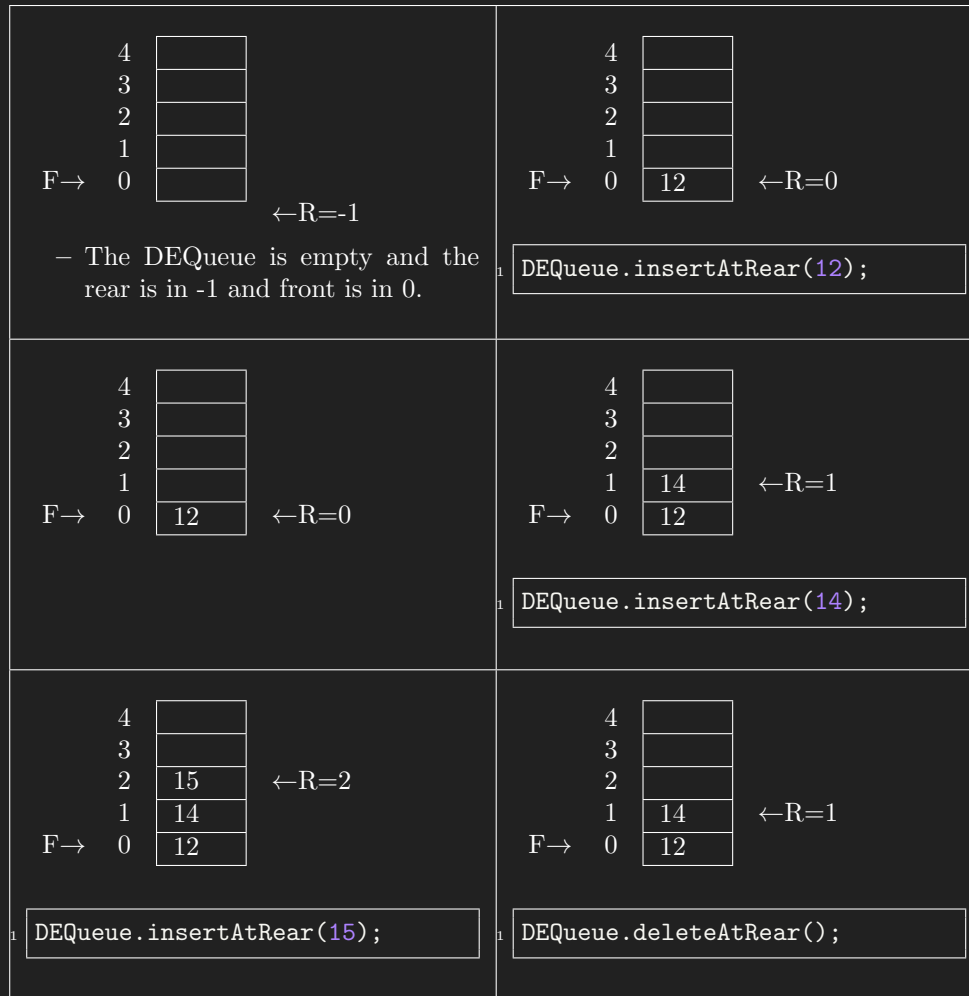 4
3
2
1
F→ 0
←R=-1
– The DEQueue is empty and the
rear is in -1 and front is in 0.
4
3
2
1
F→ 0 12 ←R=0
1 DEQueue.insertAtRear(12);
4
3
2
1
F→ 0 12 ←R=0
4
3
2
1 14 ←R=1
F→ 0 12
1 DEQueue.insertAtRear(14);
4
3
2 15 ←R=2
1 14
F→ 0 12
1 DEQueue.insertAtRear(15);
4
3
2
1 14 ←R=1
F→ 0 12
1 DEQueue.deleteAtRear();